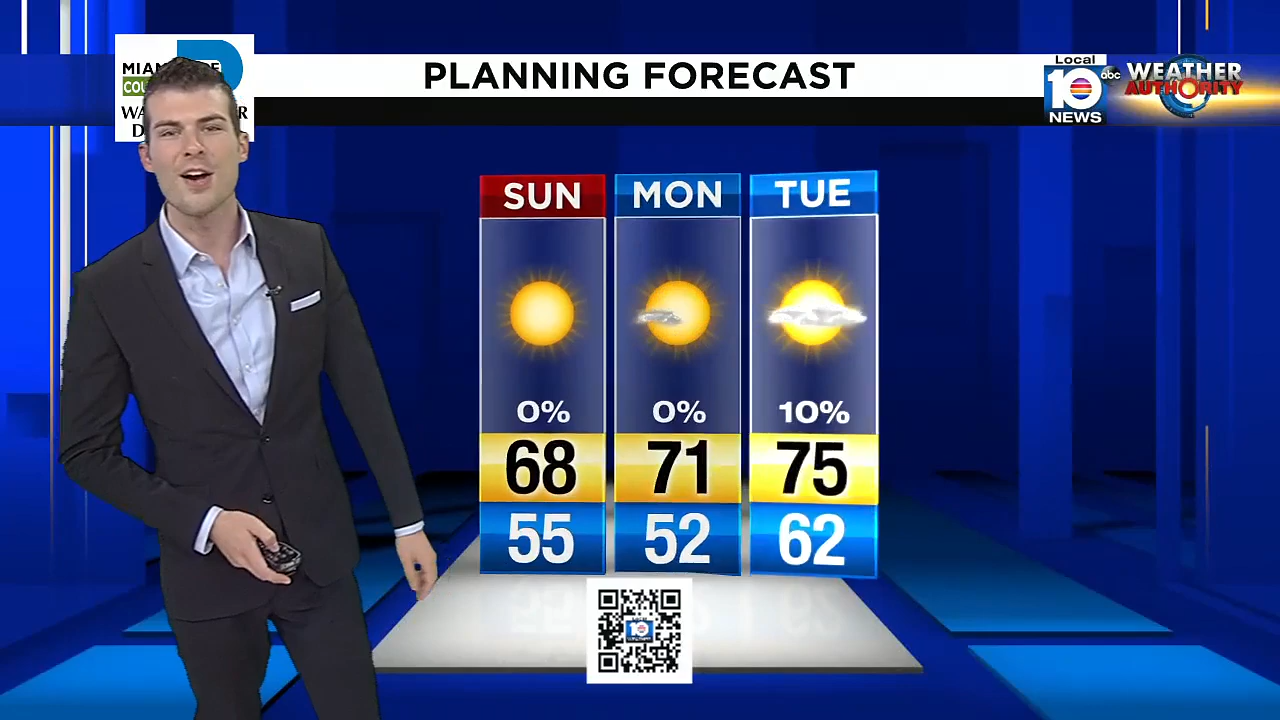 PLANNING FORECAST
Local
10
abc
NEWS
WEATHER
AUTHORITY
SUN MON TUE
0% 0% 10%
68 71 75
55 52 62
10